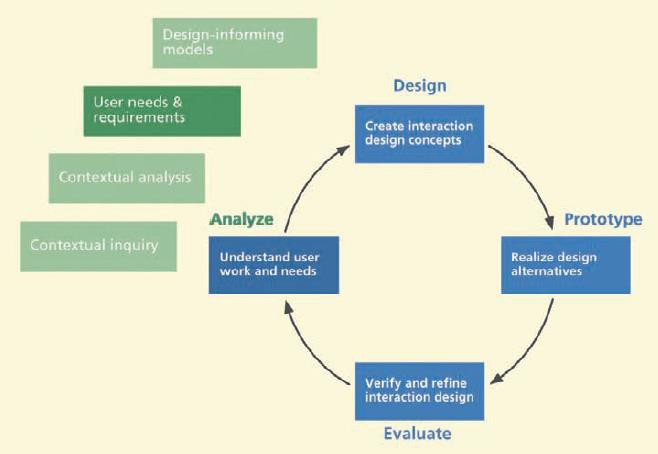 Design-informing
models
User needs &
requirements
Contextual analysis
Contextual inquiry
Analyze
Understand user
work and needs
Design
Create interaction
design concepts
Prototype
Realize design
alternatives
Verify and refine
interaction design
Evaluate